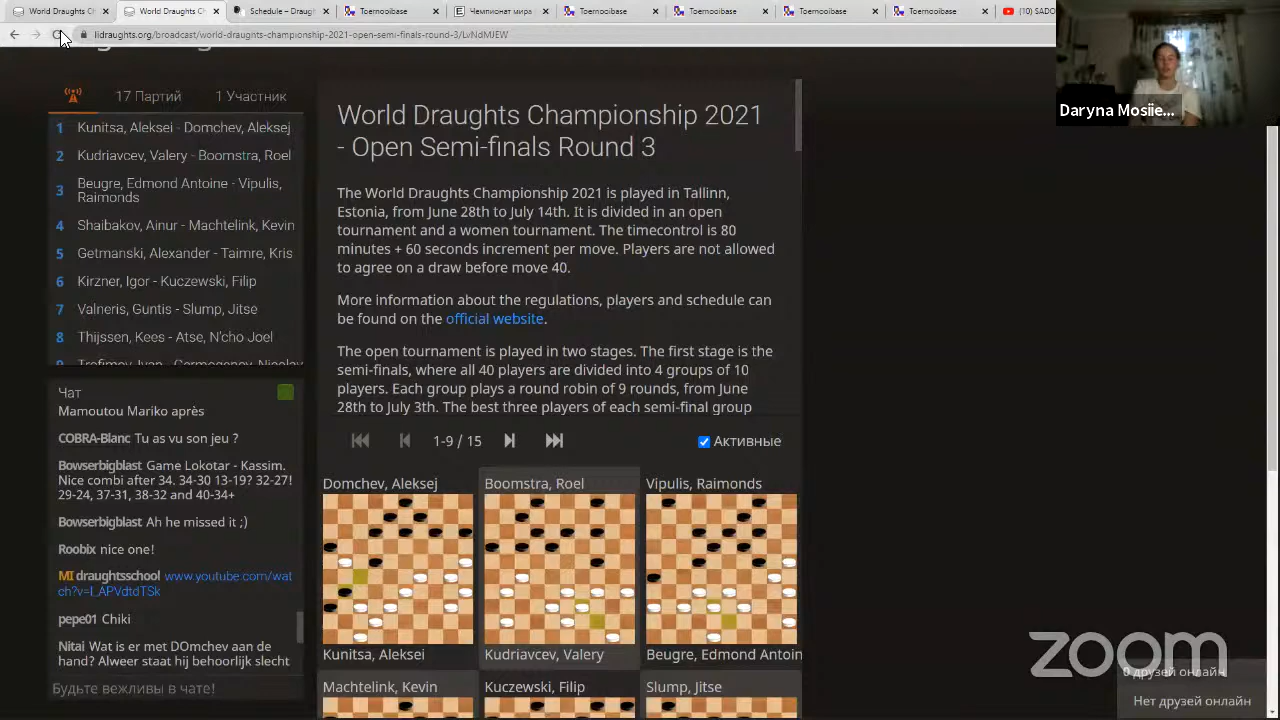 World Draughts Ch
World Draughts Ch
Schedule – Draugl
Toernooibase
Чемпионат мира
Toernooibase
Toernooibase
Toernooibase
Toernooibase
(10) ŠADO
lidraughts.org/broadcast/world-draughts-championship-2021-open-semi-finals-round-3/LvNdMJEW
Daryna Mosiie...
17 Партий
1 Участник
1 Kunitsa, Aleksei - Domchev, Aleksej
2 Kudriavcev, Valery - Boomstra, Roel
3 Beugre, Edmond Antoine - Vipulis,
Raimonds
4 Shaibakov, Ainur - Machtelink, Kevin
5 Getmanski, Alexander - Taimre, Kris
6 Kirzner, Igor - Kuczewski, Filip
7 Valneris, Guntis - Slump, Jitse
8 Thijssen, Kees - Atse, N'cho Joel
9 Trofimov, Ivan - Germogenov, Nicolay
Чат
Mamoutou Mariko après
COBRA-Blanc Tu as vu son jeu ?
Bowserbigblast Game Lokotar - Kassim.
Nice combi after 34. 34-30 13-19? 32-27!
29-24, 37-31, 38-32 and 40-34+
Bowserbigblast Ah he missed it ;)
Roobix nice one!
MI draughtsschool www.youtube.com/wat
ch?v=LAPVdtdTSk
pepe01 Chiki
Nitai Wat is er met DOmchev aan de
hand? Alweer staat hij behoorlijk slecht
Будьте вежливы в чате!
World Draughts Championship 2021
- Open Semi-finals Round 3
The World Draughts Championship 2021 is played in Tallinn,
Estonia, from June 28th to July 14th. It is divided in an open
tournament and a women tournament. The timecontrol is 80
minutes + 60 seconds increment per move. Players are not allowed
to agree on a draw before move 40.
More information about the regulations, players and schedule can
be found on the official website.
The open tournament is played in two stages. The first stage is the
semi-finals, where all 40 players are divided into 4 groups of 10
players. Each group plays a round robin of 9 rounds, from June
28th to July 3th. The best three players of each semi-final group
1-9 / 15
Активные
Domchev, Aleksej
Boomstra, Roel
Vipulis, Raimonds
Kunitsa, Aleksei
Kudriavcev, Valery
Beugre, Edmond Antoin
Machtelink, Kevin
Kuczewski, Filip
Slump, Jitse
zoom
0 друзей онлайн
Нет друзей онлайн